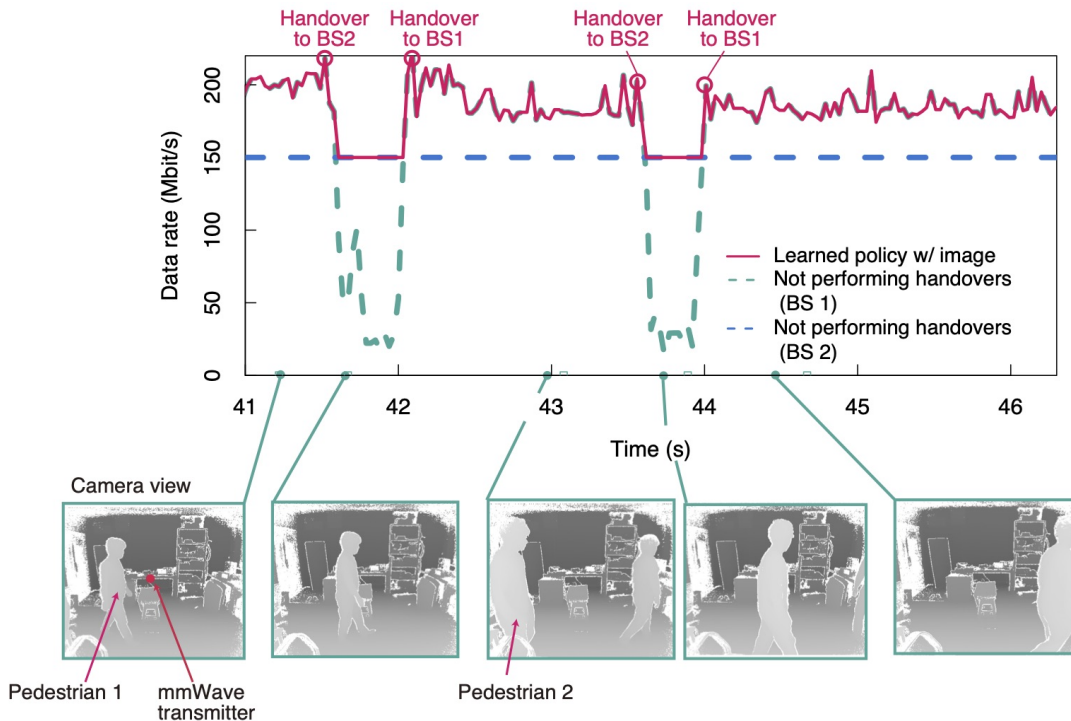 Handover
to BS2
Handover
to BS1
Handover
to BS2
Handover
to BS1
Data rate (Mbit/s)
200
150
100
50
0
Learned policy w/ image
Not performing handovers
(BS 1)
Not performing handovers
(BS 2)
41
42
43
44
45
46
Time (s)
Camera view
Pedestrian 1
mmWave
transmitter
Pedestrian 2